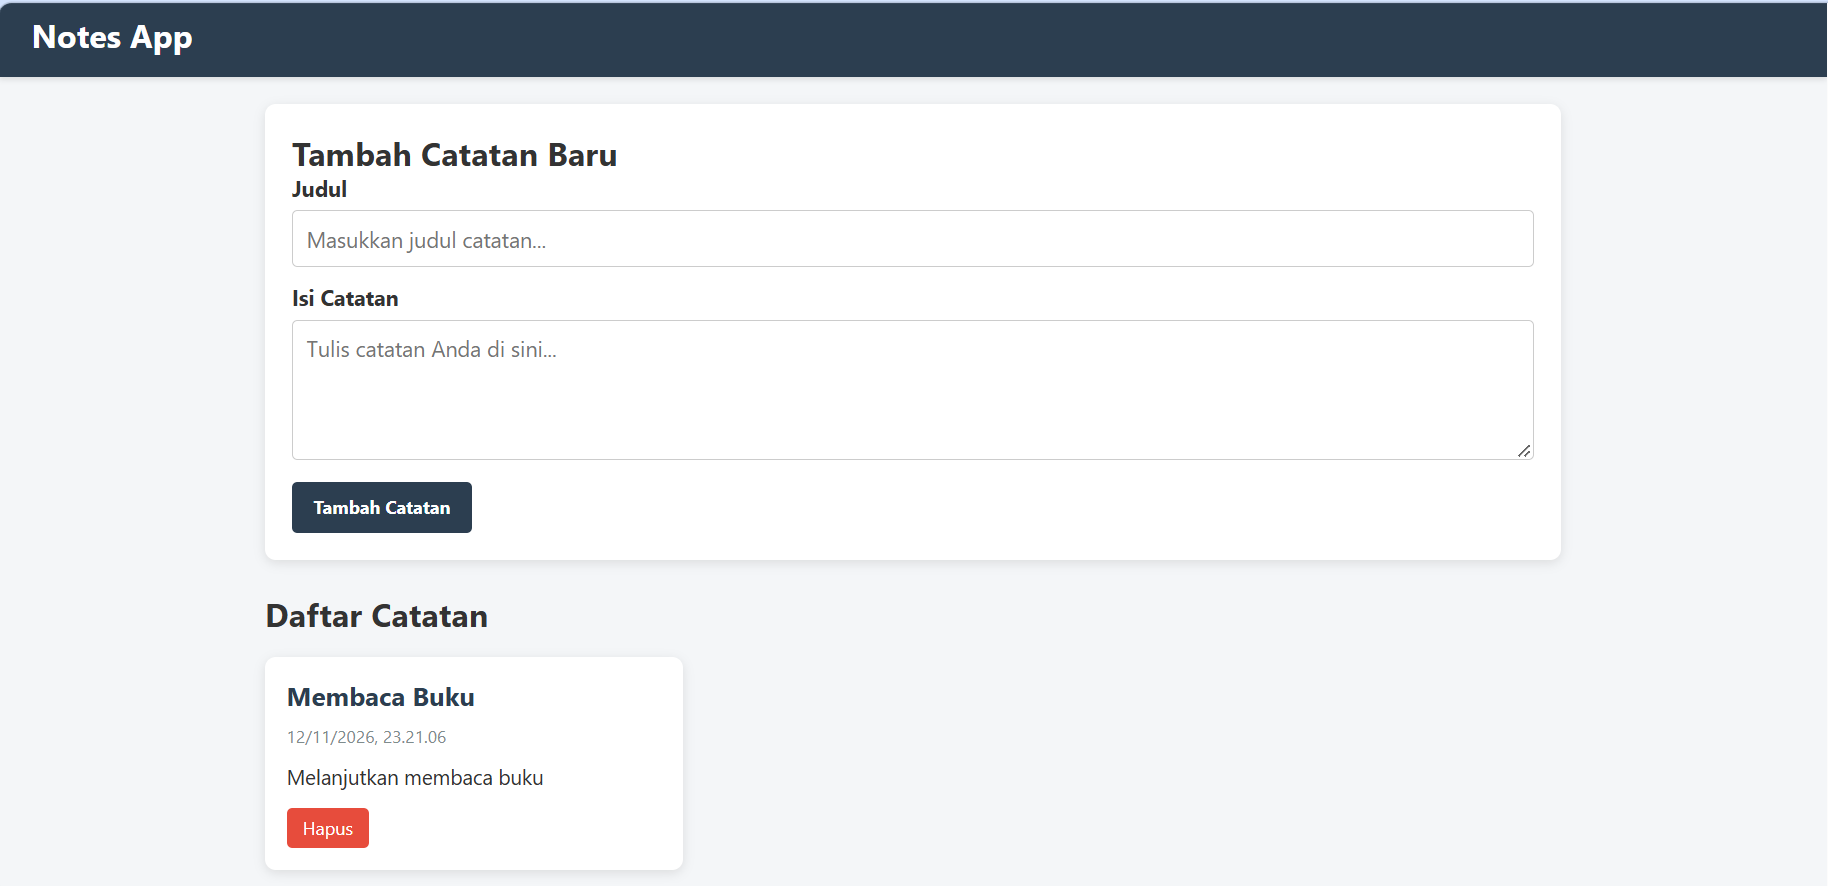 Notes App
Tambah Catatan Baru
Judul
Masukkan judul catatan...
Isi Catatan
Tulis catatan Anda di sini...
Tambah Catatan
Daftar Catatan
Membaca Buku
12/11/2026, 23.21.06
Melanjutkan membaca buku
Hapus